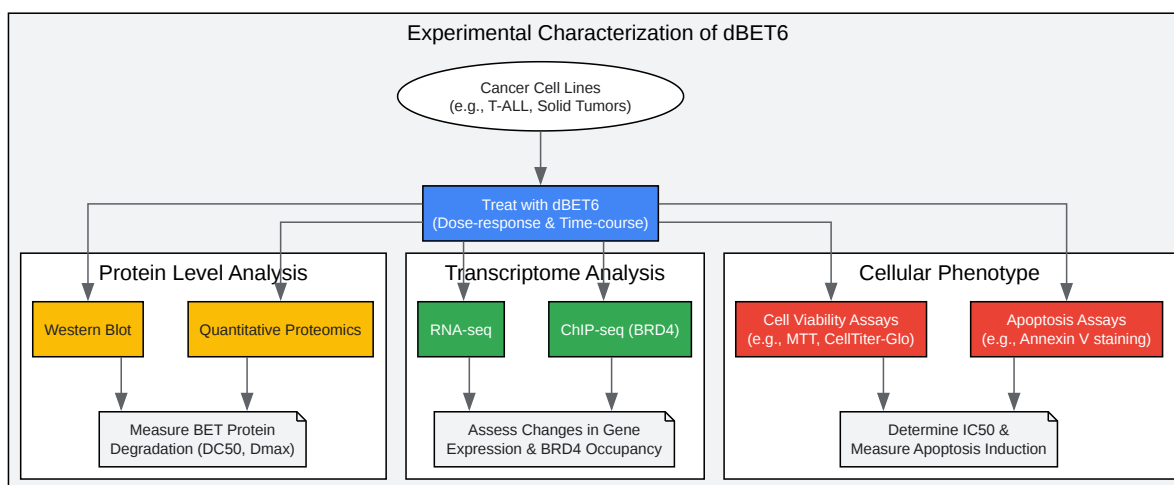 Experimental Characterization of dBET6
Cancer Cell Lines
(e.g., T-ALL, Solid Tumors)
Treat with dBET6
(Dose-response & Time-course)
Protein Level Analysis
Western Blot
Quantitative Proteomics
Measure BET Protein
Degradation (DC50, Dmax)
Transcriptome Analysis
RNA-seq
ChIP-seq (BRD4)
Assess Changes in Gene
Expression & BRD4 Occupancy
Cellular Phenotype
Cell Viability Assays
(e.g., MTT, CellTiter-Glo)
Apoptosis Assays
(e.g., Annexin V staining)
Determine IC50 &
Measure Apoptosis Induction